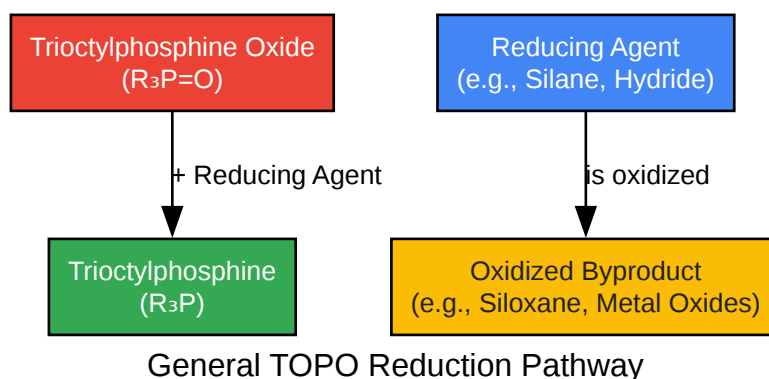 Trioctylphosphine Oxide
(R₃P=O)
Reducing Agent
(e.g., Silane, Hydride)
+ Reducing Agent
is oxidized
Trioctylphosphine
(R₃P)
Oxidized Byproduct
(e.g., Siloxane, Metal Oxides)
General TOPO Reduction Pathway